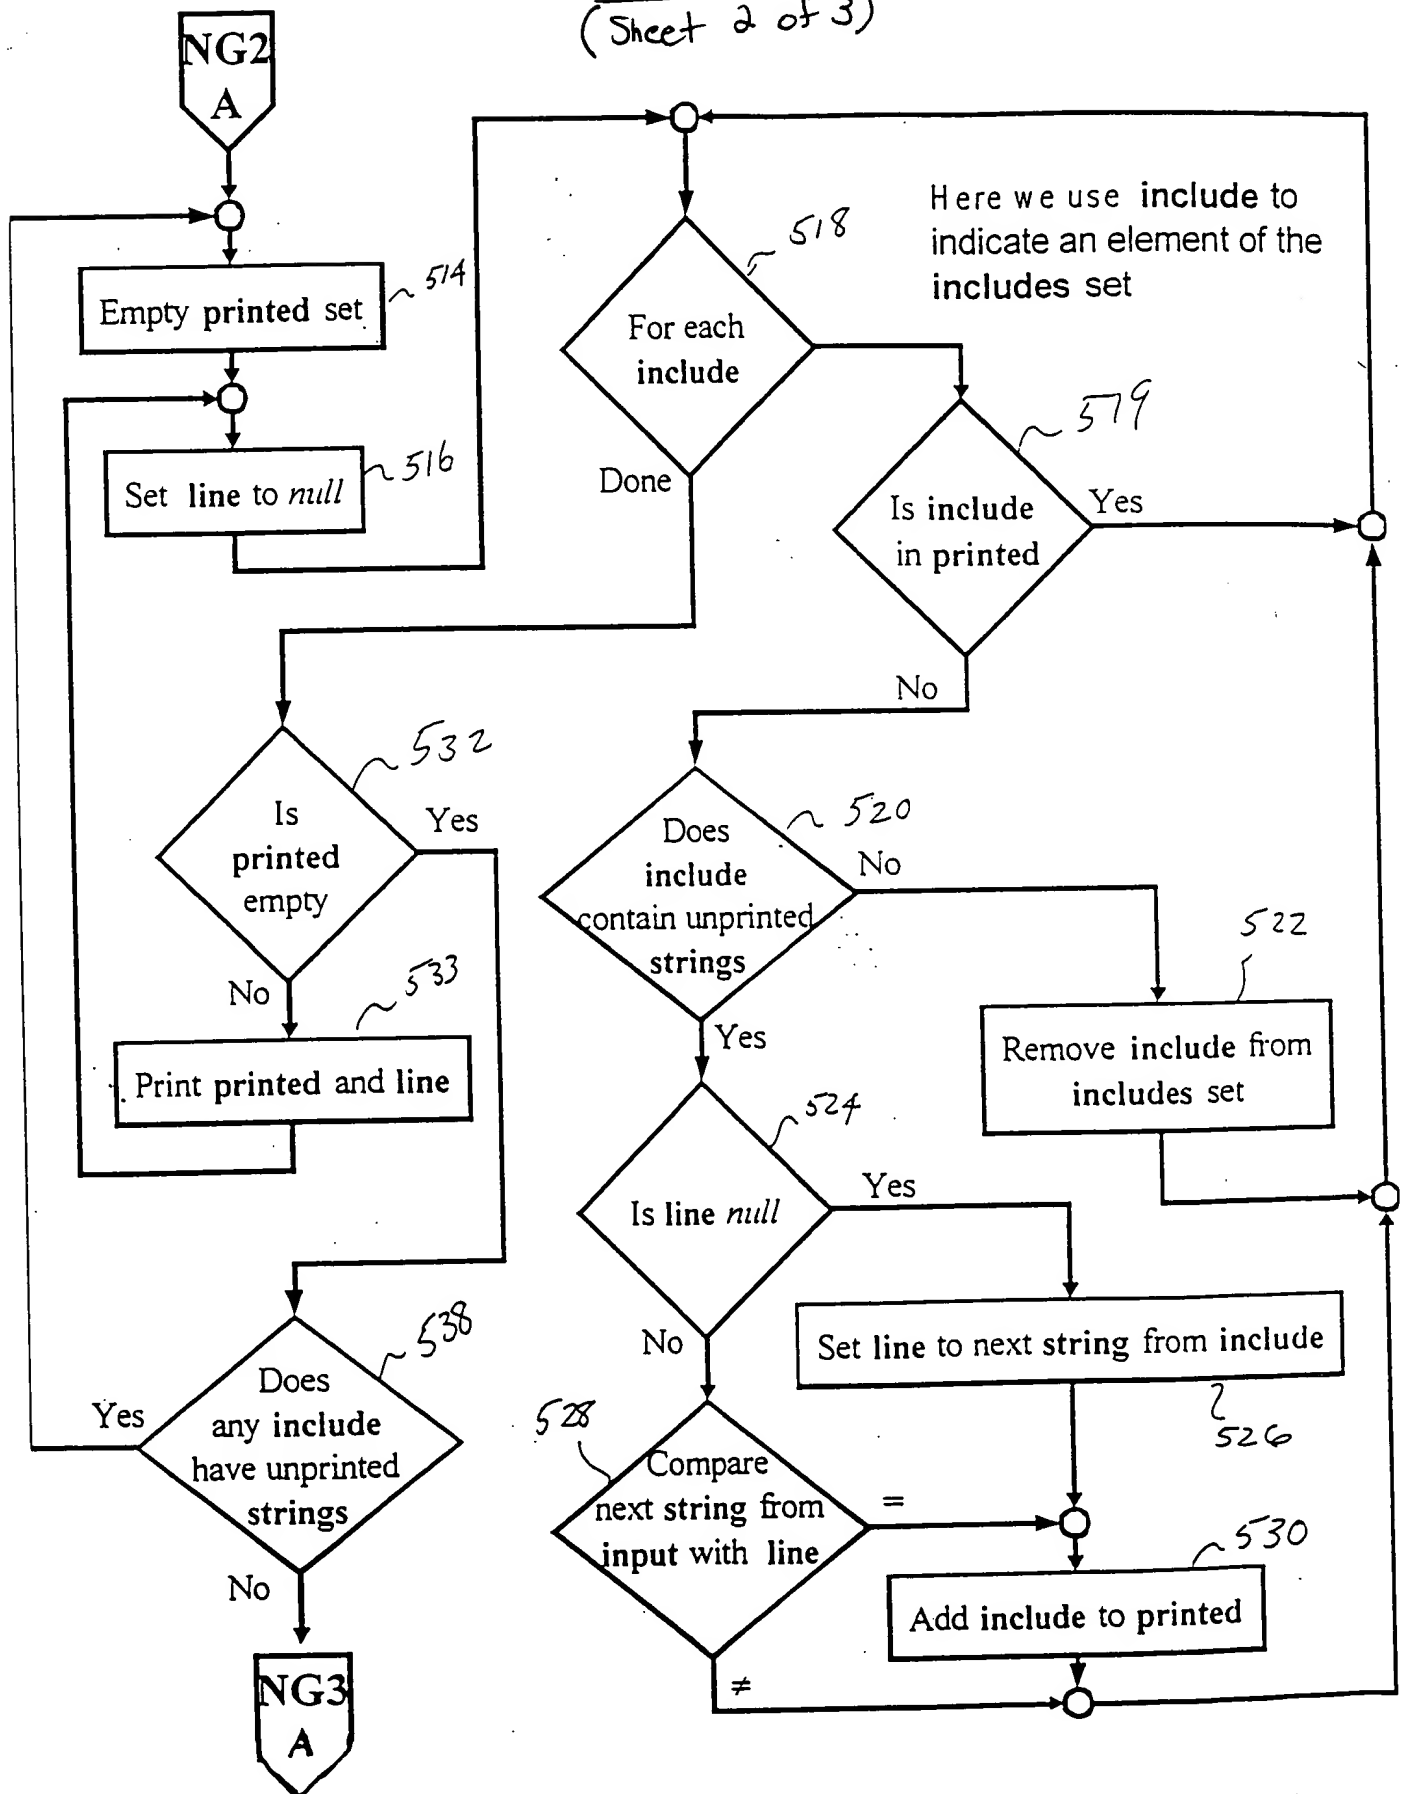 (Sheet 2 of 3)
NG2
A
Empty printed set
514
Set line to null
516
For each
include
518
Done
Here we use include to
indicate an element of the
includes set
Is include
in printed
519
Yes
No
Is
printed
empty
532
Yes
No
Print printed and line
533
Does
include
contain unprinted
strings
520
No
Yes
Remove include from
includes set
522
Is line null
524
Yes
No
Set line to next string from include
526
Compare
next string from
input with line
528
=
≠
Add include to printed
530
Does
any include
have unprinted
strings
538
Yes
No
NG3
A